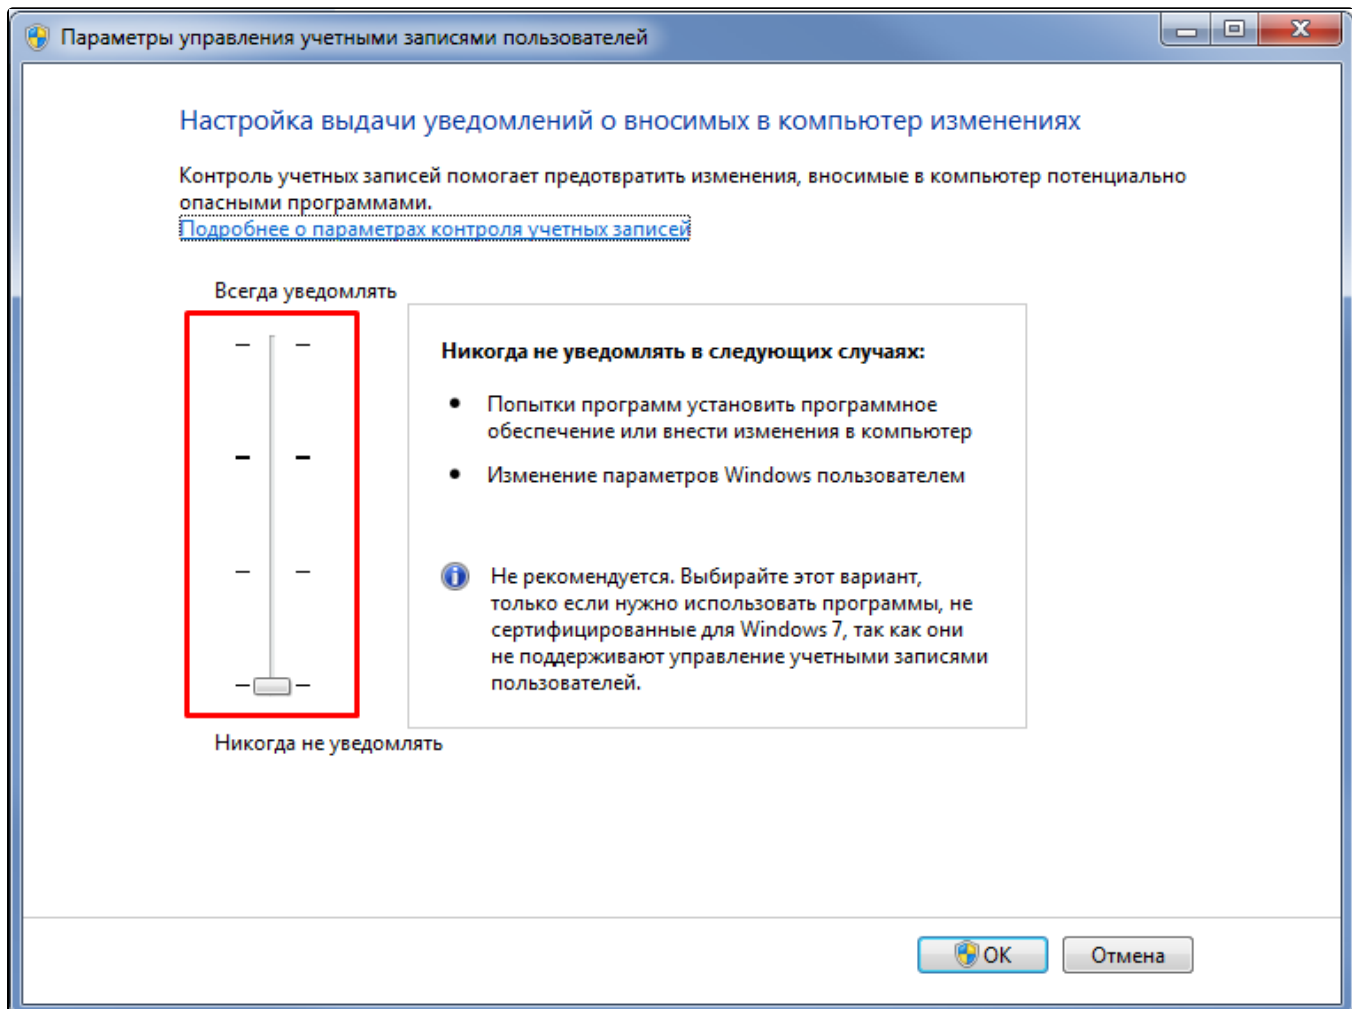 Параметры управления учетными записями пользователей
Настройка выдачи уведомлений о вносимых в компьютер изменениях
Контроль учетных записей помогает предотвратить изменения, вносимые в компьютер потенциально
опасными программами.
Подробнее о параметрах контроля учетных записей
Всегда уведомлять
Никогда не уведомлять в следующих случаях:
Попытки программ установить программное
обеспечение или внести изменения в компьютер
Изменение параметров Windows пользователем
Не рекомендуется. Выбирайте этот вариант,
только если нужно использовать программы, не
сертифицированные для Windows 7, так как они
не поддерживают управление учетными записями
пользователей.
Никогда не уведомлять
OK
Отмена